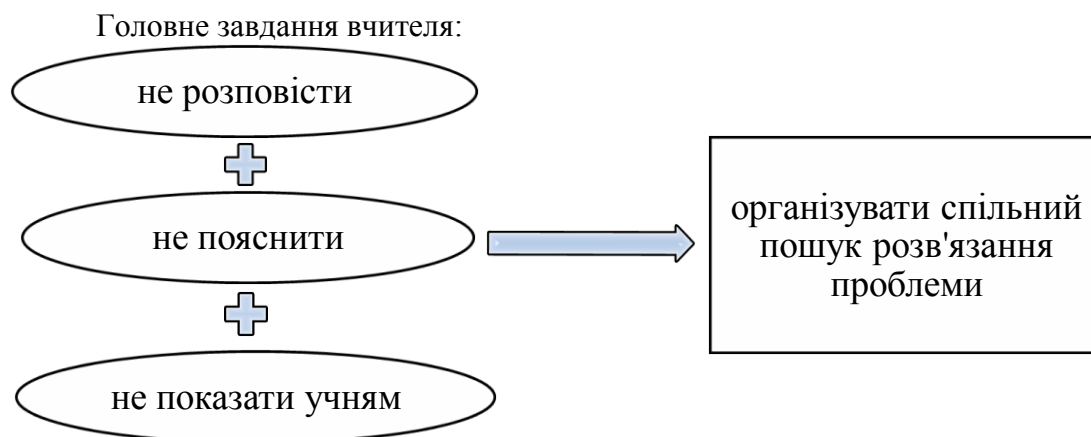 Головне завдання вчителя:
не розповісти
не пояснити
не показати учням
організувати спільний
пошук розв'язання
проблеми